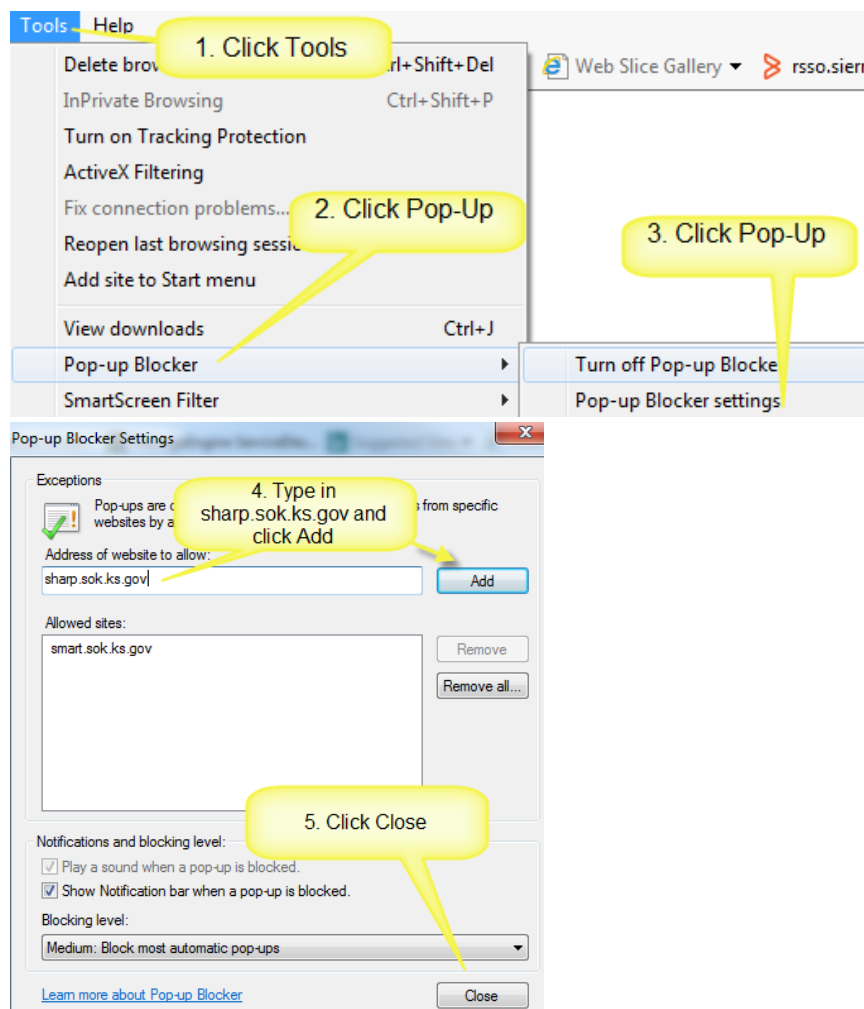 Tools Help
1. Click Tools
Delete brow
rl+Shift+Del
Web Slice Gallery
rsso.sierr
InPrivate Browsing Ctrl+Shift+P
Turn on Tracking Protection
ActiveX Filtering
Fix connection problems...
2. Click Pop-Up
3. Click Pop-Up
Reopen last browsing sessi
Add site to Start menu
View downloads Ctrl+J
Pop-up Blocker
Turn off Pop-up Blocke
SmartScreen Filter
Pop-up Blocker settings
Pop-up Blocker Settings
x
Exceptions
4. Type in
sharp.sok.ks.gov and
click Add
Pop-ups are c
s from specific
websites by a
Address of website to allow:
sharp.sok.ks.gov
Add
Allowed sites:
smart.sok.ks.gov
Remove
Remove all...
5. Click Close
Notifications and blocking level:
Play a sound when a pop-up is blocked.
Show Notification bar when a pop-up is blocked.
Blocking level:
Medium: Block most automatic pop-ups
Learn more about Pop-up Blocker
Close